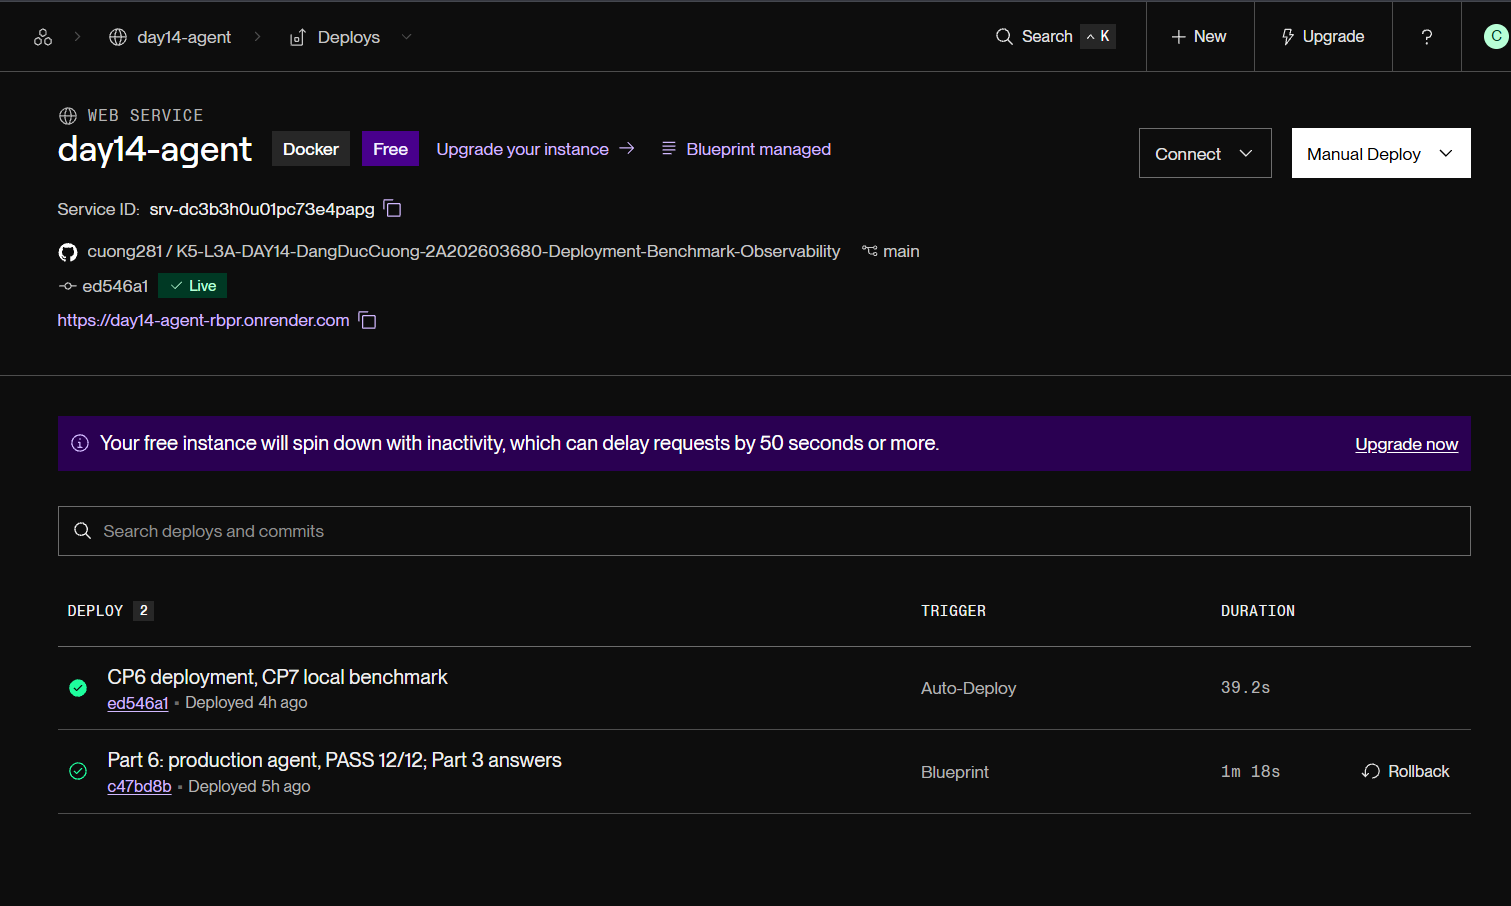 day14-agent Deploys Search ^ K New Upgrade ? C
WEB SERVICE
day14-agent Docker Free Upgrade your instance → Blueprint managed Connect Manual Deploy
Service ID: srv-dc3b3h0u01pc73e4papg
cuong281 / K5-L3A-DAY14-DangDucCuong-2A202603680-Deployment-Benchmark-Observability main
ed546a1 Live
https://day14-agent-rbpr.onrender.com
Your free instance will spin down with inactivity, which can delay requests by 50 seconds or more. Upgrade now
Search deploys and commits
DEPLOY 2 TRIGGER DURATION
CP6 deployment, CP7 local benchmark
ed546a1 • Deployed 4h ago Auto-Deploy 39.2s
Part 6: production agent, PASS 12/12; Part 3 answers
c47bd8b • Deployed 5h ago Blueprint 1m 18s Rollback